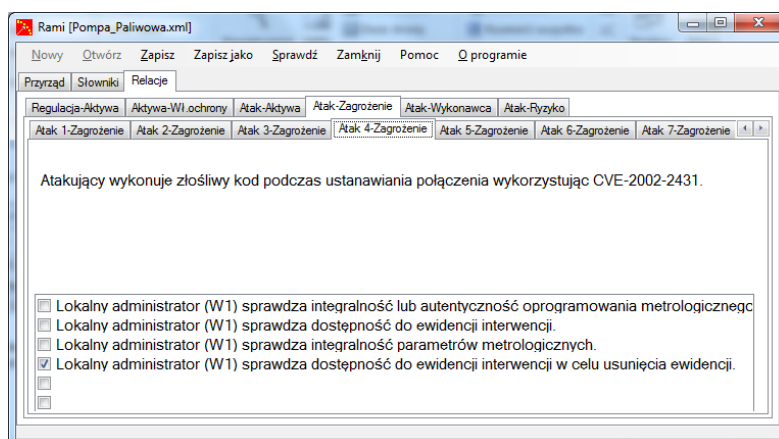 Rami [Pompa_Paliwowa.xml]
Nowy Otwórz Zapisz Zapisz jako Sprawdź Zamknij Pomoc O programie
Przyrząd Słowniki Relacje
Regulacja-Aktywa Aktywa-Wł.ochrony Atak-Aktywa Atak-Zagrożenie Atak-Wykonawca Atak-Ryzyko
Atak 1-Zagrożenie Atak 2-Zagrożenie Atak 3-Zagrożenie Atak 4-Zagrożenie Atak 5-Zagrożenie Atak 6-Zagrożenie Atak 7-Zagrożenie
Atakujący wykonuje złośliwy kod podczas ustanawiania połączenia wykorzystując CVE-2002-2431.
Lokalny administrator (W1) sprawdza integralność lub autentyczność oprogramowania metrologicznego
Lokalny administrator (W1) sprawdza dostępność do ewidencji interwencji.
Lokalny administrator (W1) sprawdza integralność parametrów metrologicznych.
Lokalny administrator (W1) sprawdza dostępność do ewidencji interwencji w celu usunięcia ewidencji.